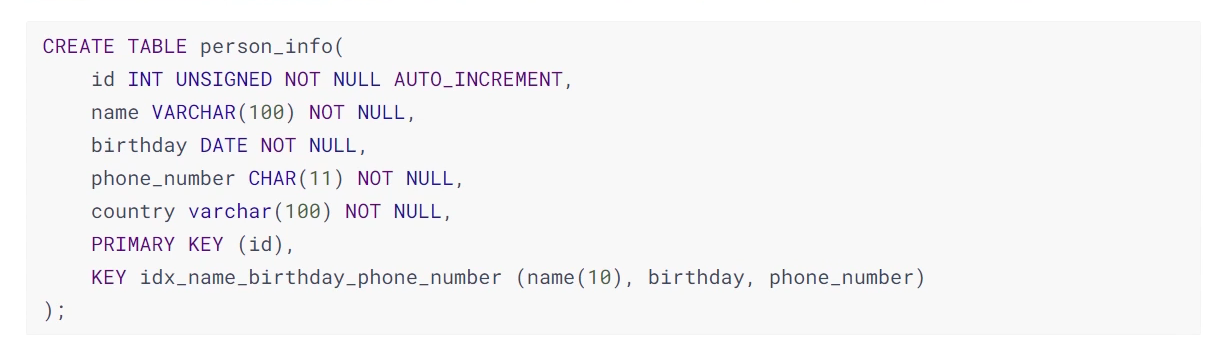 CREATE TABLE person_info(
    id INT UNSIGNED NOT NULL AUTO_INCREMENT,
    name VARCHAR(100) NOT NULL,
    birthday DATE NOT NULL,
    phone_number CHAR(11) NOT NULL,
    country varchar(100) NOT NULL,
    PRIMARY KEY (id),
    KEY idx_name_birthday_phone_number (name(10), birthday, phone_number)
);